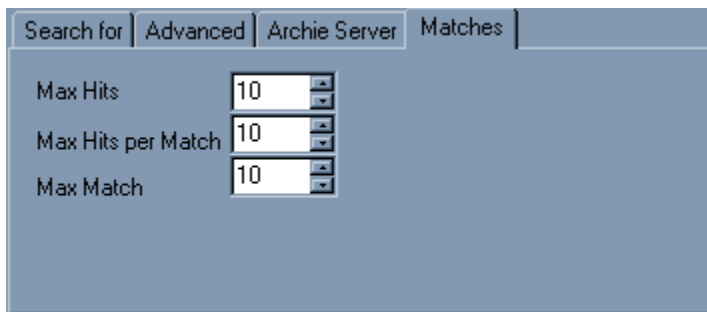 Search for Advanced Archie Server Matches
Max Hits 10
Max Hits per Match 10
Max Match 10